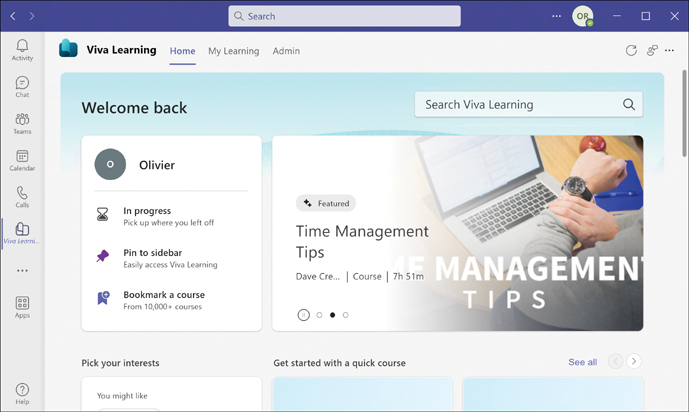 Search
OR
Activity
Chat
Teams
Calendar
Calls
Viva Learni...
Apps
Help
Viva Learning
Home
My Learning
Admin
Welcome back
Search Viva Learning
O
Olivier
In progress
Pick up where you left off
Pin to sidebar
Easily access Viva Learning
Bookmark a course
From 10,000+ courses
Featured
Time Management
Tips
Dave Cre... | Course | 7h 51m
ME MANAGEMENT
TIPS
Pick your interests
You might like
Get started with a quick course
See all